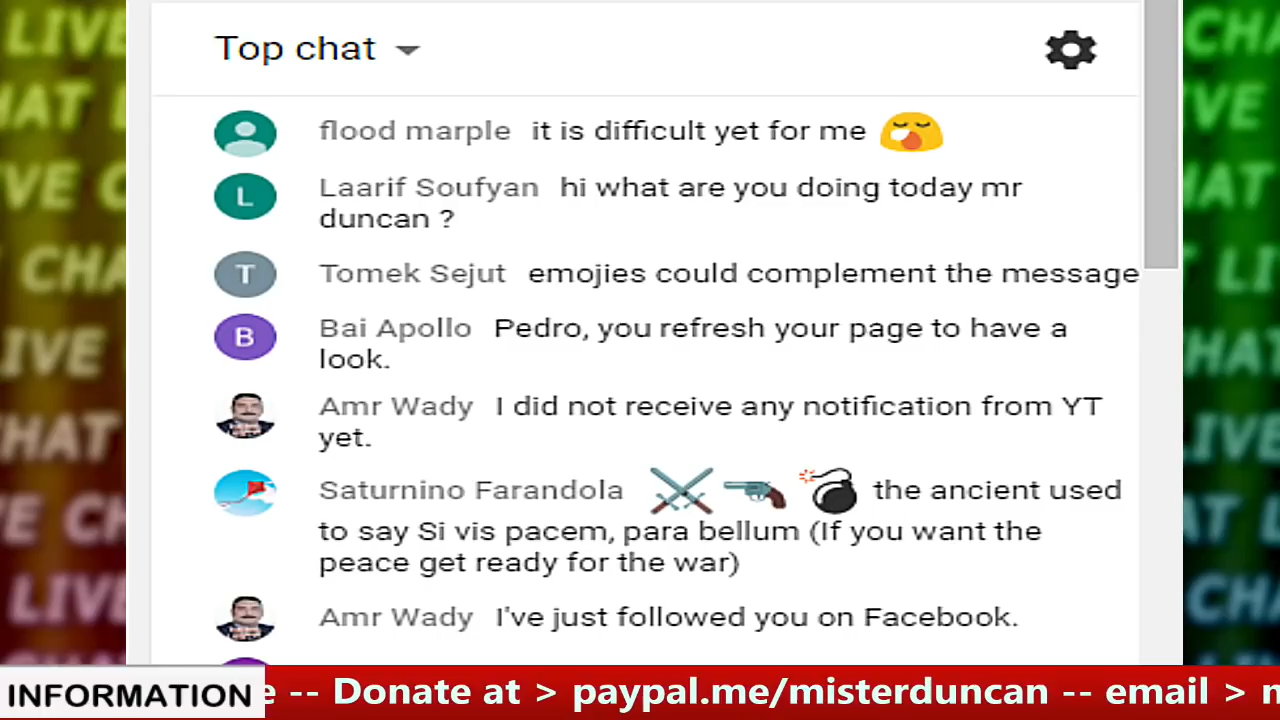 Top chat
flood marple it is difficult yet for me
L Laarif Soufyan hi what are you doing today mr
duncan ?
T Tomek Sejut emojies could complement the message
B Bai Apollo Pedro, you refresh your page to have a
look.
Amr Wady I did not receive any notification from YT
yet.
Saturnino Farandola the ancient used
to say Si vis pacem, para bellum (If you want the
peace get ready for the war)
Amr Wady I've just followed you on Facebook.
INFORMATION e -- Donate at > paypal.me/misterduncan -- email >